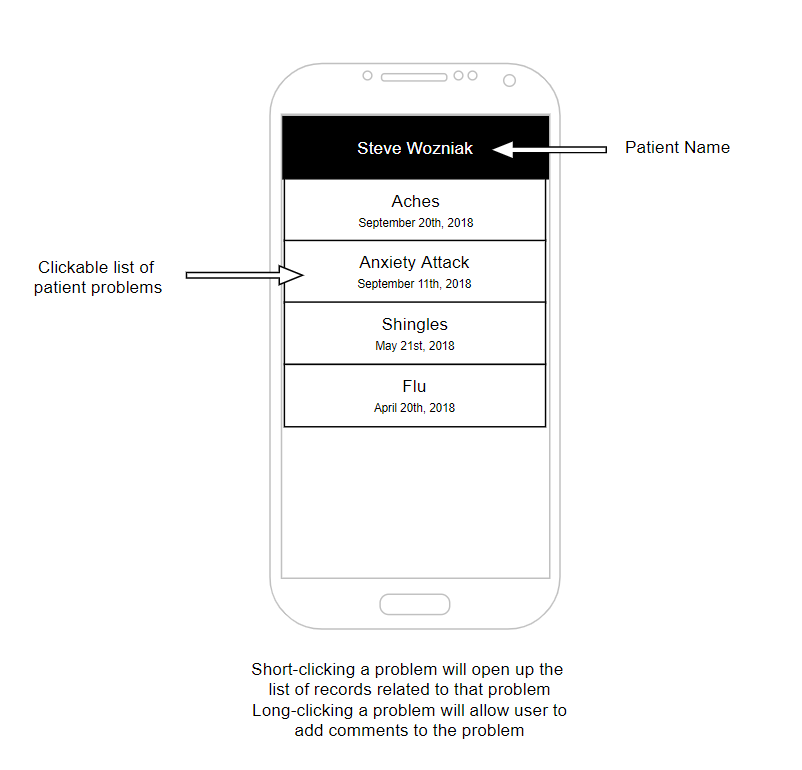 Steve Wozniak
Patient Name
Aches
September 20th, 2018
Clickable list of
patient problems
Anxiety Attack
September 11th, 2018
Shingles
May 21st, 2018
Flu
April 20th, 2018
Short-clicking a problem will open up the
list of records related to that problem
Long-clicking a problem will allow user to
add comments to the problem